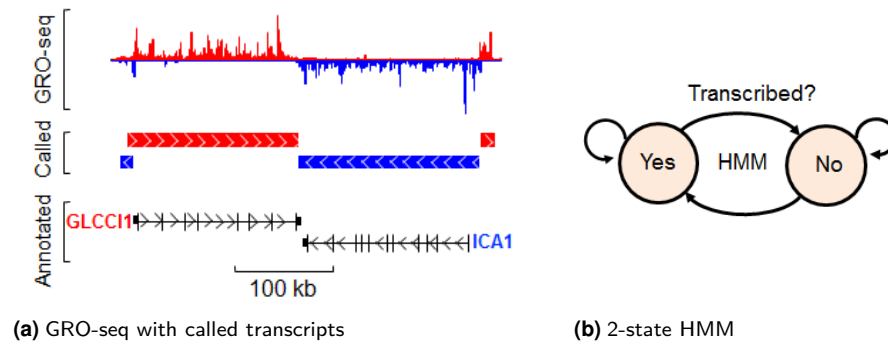 GRO-seq
Called
Annotated
GLCCI1
ICA1
100 kb
(a) GRO-seq with called transcripts
Transcribed?
Yes
HMM
No
(b) 2-state HMM